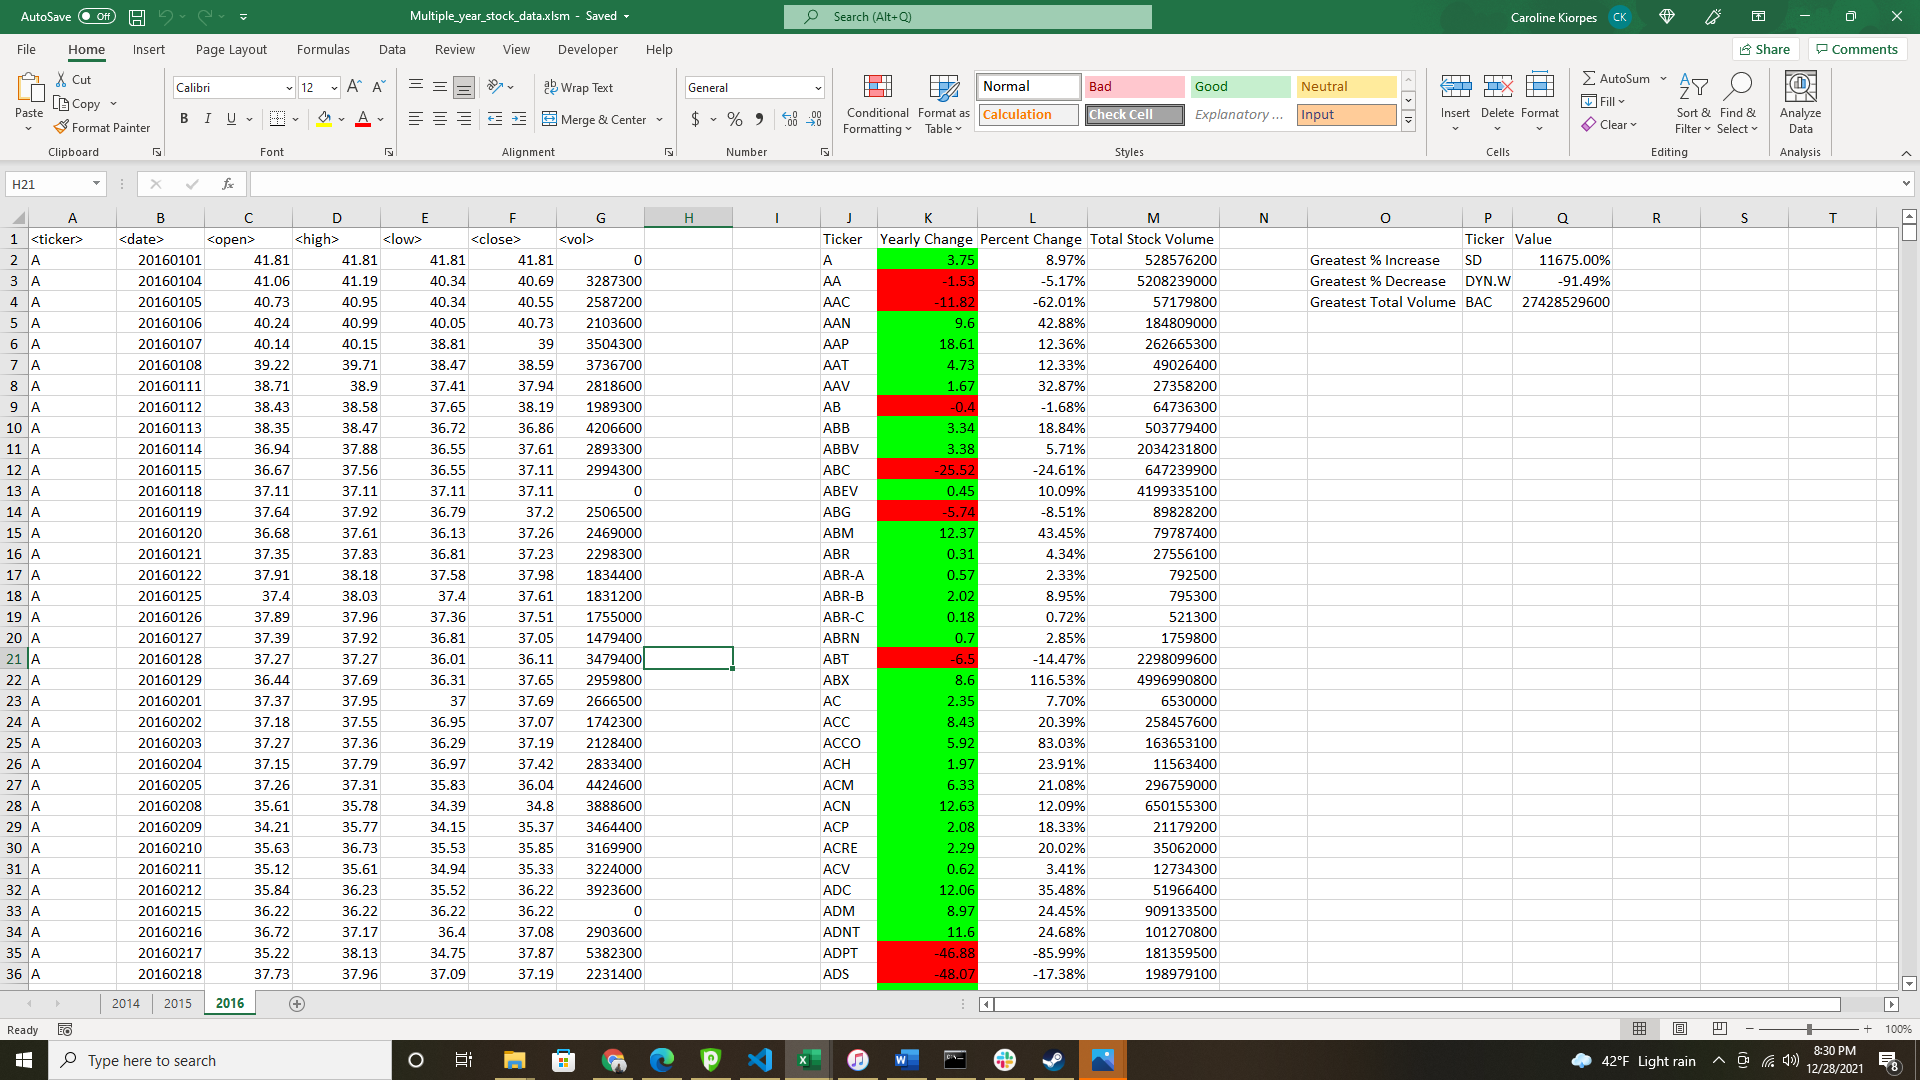 AutoSave Off Multiple_year_stock_data.xlsm - Saved Search (Alt+Q) Caroline Kiorpes CK
File Home Insert Page Layout Formulas Data Review View Developer Help Share Comments
Paste Cut Copy Format Painter Clipboard
Calibri 12 A A B I U A Font
ab Wrap Text Merge & Center Alignment
General $ % Number
Conditional Formatting Format as Table
Normal Bad Good Neutral
Calculation Check Cell Explanatory ... Input
Styles
Insert Delete Format Cells
AutoSum Fill Clear Sort & Filter Find & Select Editing
Analyze Data Analysis
H21 fx
A B C D E F G H I J K L M N O P Q R S T
1 <ticker> <date> <open> <high> <low> <close> <vol> Ticker Yearly Change Percent Change Total Stock Volume Ticker Value
2 A 20160101 41.81 41.81 41.81 41.81 0 A 3.75 8.97% 528576200 Greatest % Increase SD 11675.00%
3 A 20160104 41.06 41.19 40.34 40.69 3287300 AA -1.53 -5.17% 5208239000 Greatest % Decrease DYN.W -91.49%
4 A 20160105 40.73 40.95 40.34 40.55 2587200 AAC -11.82 -62.01% 57179800 Greatest Total Volume BAC 27428529600
5 A 20160106 40.24 40.99 40.05 40.73 2103600 AAN 9.6 42.88% 184809000
6 A 20160107 40.14 40.15 38.81 39 3504300 AAP 18.61 12.36% 262665300
7 A 20160108 39.22 39.71 38.47 38.59 3736700 AAT 4.73 12.33% 49026400
8 A 20160111 38.71 38.9 37.41 37.94 2818600 AAV 1.67 32.87% 27358200
9 A 20160112 38.43 38.58 37.65 38.19 1989300 AB -0.4 -1.68% 64736300
10 A 20160113 38.35 38.47 36.72 36.86 4206600 ABB 3.34 18.84% 503779400
11 A 20160114 36.94 37.88 36.55 37.61 2893300 ABBV 3.38 5.71% 2034231800
12 A 20160115 36.67 37.56 36.55 37.11 2994300 ABC -25.52 -24.61% 647239900
13 A 20160118 37.11 37.11 37.11 37.11 0 ABEV 0.45 10.09% 4199335100
14 A 20160119 37.64 37.92 36.79 37.2 2506500 ABG -5.74 -8.51% 89828200
15 A 20160120 36.68 37.61 36.13 37.26 2469000 ABM 12.37 43.45% 79787400
16 A 20160121 37.35 37.83 36.81 37.23 2298300 ABR 0.31 4.34% 27556100
17 A 20160122 37.91 38.18 37.58 37.98 1834400 ABR-A 0.57 2.33% 792500
18 A 20160125 37.4 38.03 37.4 37.61 1831200 ABR-B 2.02 8.95% 795300
19 A 20160126 37.89 37.96 37.36 37.51 1755000 ABR-C 0.18 0.72% 521300
20 A 20160127 37.39 37.92 36.81 37.05 1479400 ABRN 0.7 2.85% 1759800
21 A 20160128 37.27 37.27 36.01 36.11 3479400 ABT -6.5 -14.47% 2298099600
22 A 20160129 36.44 37.69 36.31 37.65 2959800 ABX 8.6 116.53% 4996990800
23 A 20160201 37.37 37.95 37 37.69 2666500 AC 2.35 7.70% 6530000
24 A 20160202 37.18 37.55 36.95 37.07 1742300 ACC 8.43 20.39% 258457600
25 A 20160203 37.27 37.36 36.29 37.19 2128400 ACCO 5.92 83.03% 163653100
26 A 20160204 37.15 37.79 36.97 37.42 2833400 ACH 1.97 23.91% 11563400
27 A 20160205 37.26 37.31 35.83 36.04 4424600 ACM 6.33 21.08% 296759000
28 A 20160208 35.61 35.78 34.39 34.8 3888600 ACN 12.63 12.09% 650155300
29 A 20160209 34.21 35.77 34.15 35.37 3464400 ACP 2.08 18.33% 21179200
30 A 20160210 35.63 36.73 35.53 35.85 3169900 ACRE 2.29 20.02% 35062000
31 A 20160211 35.12 35.61 34.94 35.33 3224000 ACV 0.62 3.41% 12734300
32 A 20160212 35.84 36.23 35.52 36.22 3923600 ADC 12.06 35.48% 51966400
33 A 20160215 36.22 36.22 36.22 36.22 0 ADM 8.97 24.45% 909133500
34 A 20160216 36.72 37.17 36.4 37.08 2903600 ADNT 11.6 24.68% 101270800
35 A 20160217 35.22 38.13 34.75 37.87 5382300 ADPT -46.88 -85.99% 181359500
36 A 20160218 37.73 37.96 37.09 37.19 2231400 ADS -48.07 -17.38% 198979100
2014 2015 2016
Ready 100%
Type here to search 42°F Light rain 8:30 PM
12/28/2021 8